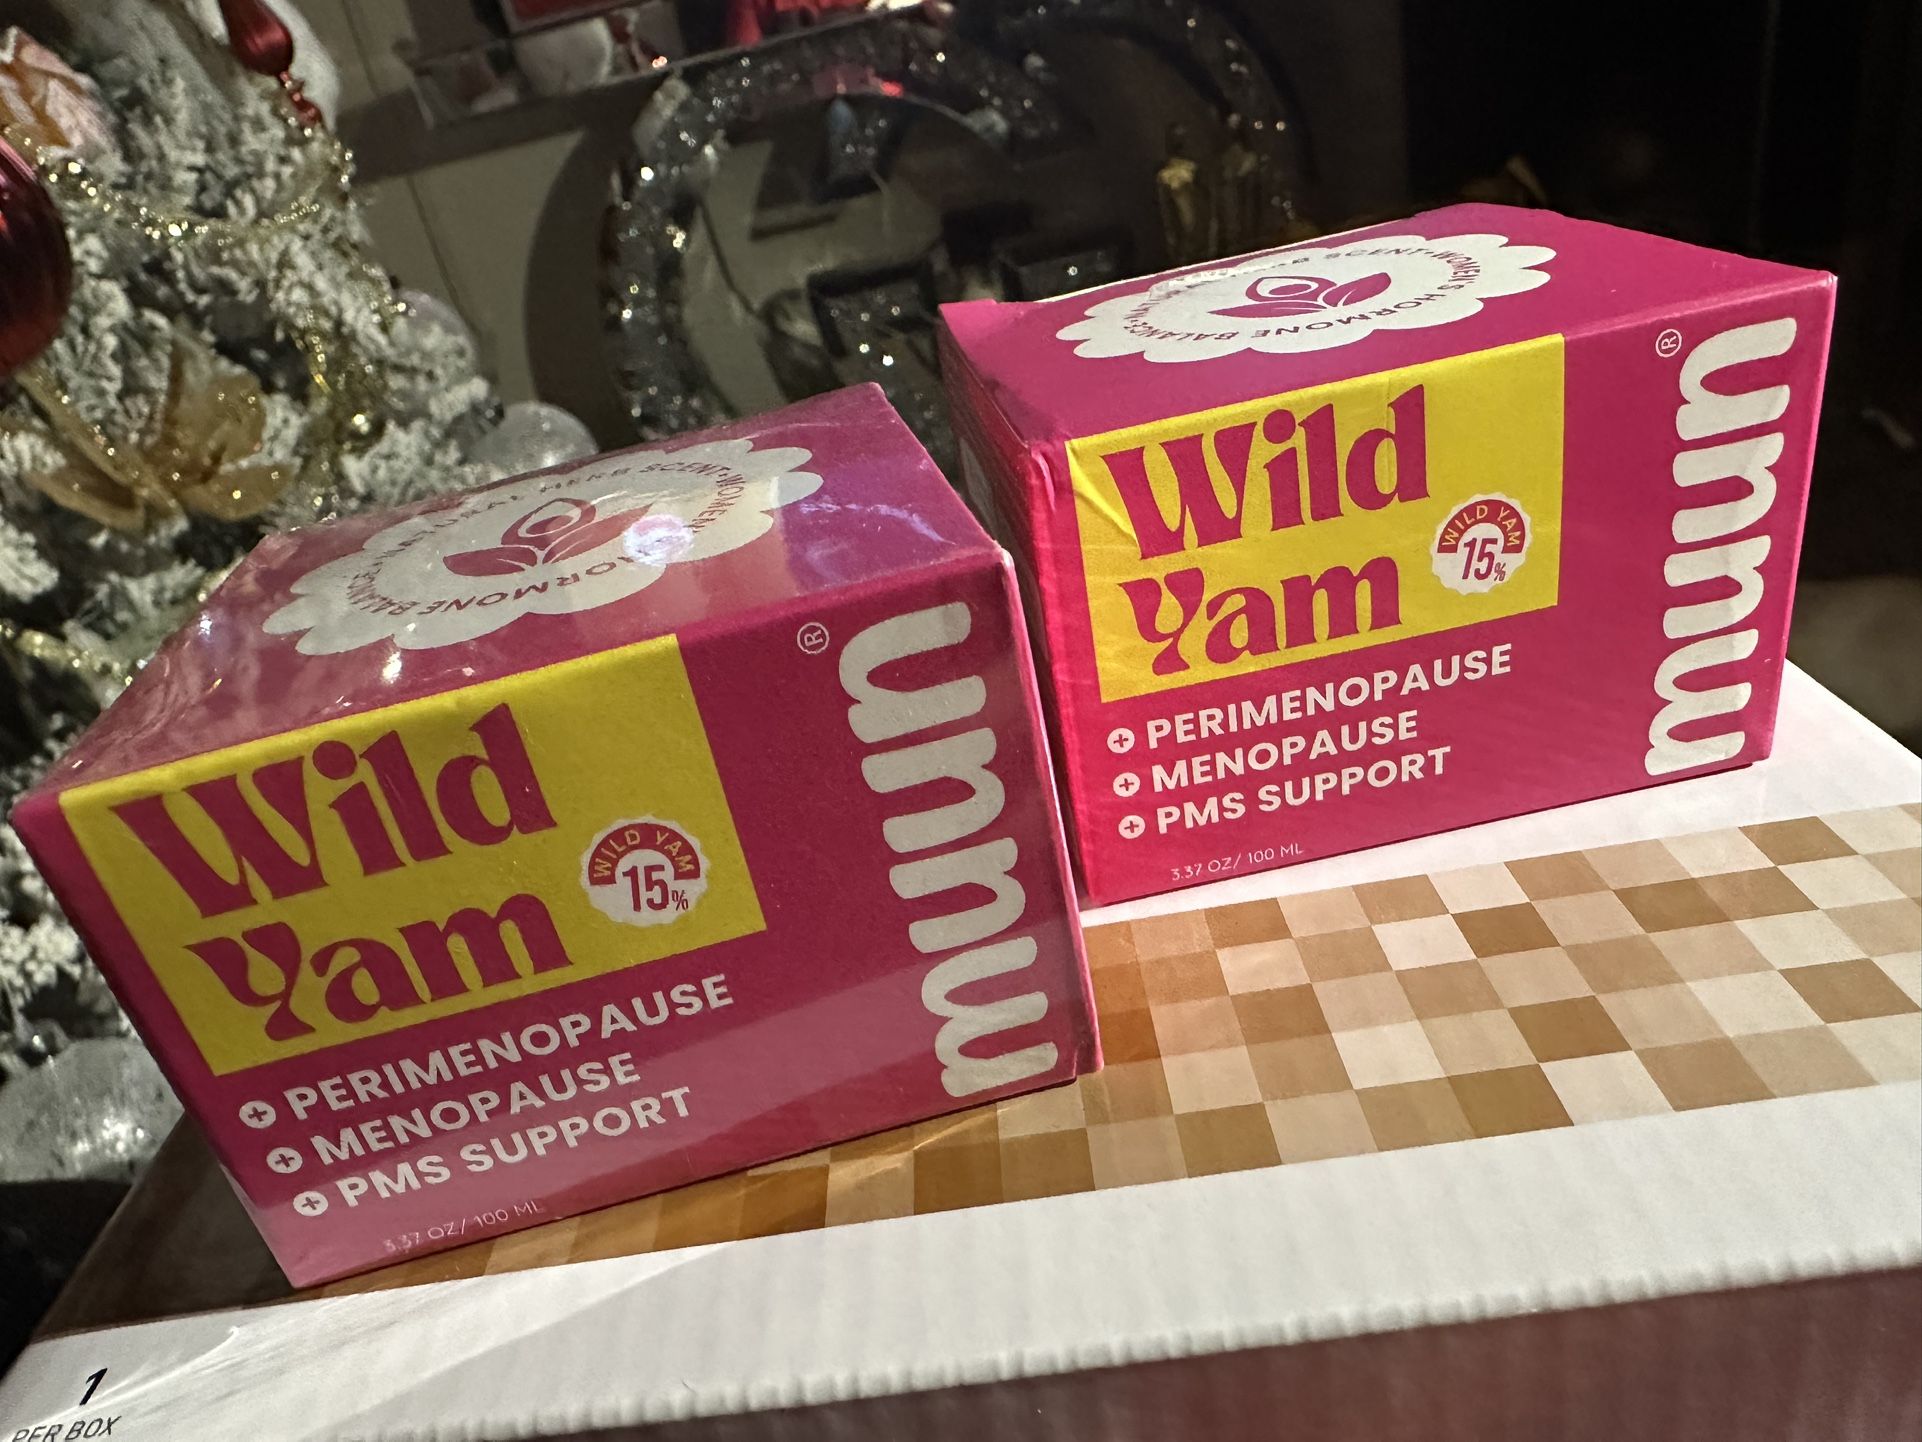 NATURAL HERB SCENT • WOMEN
HORMONE BALANCE
Wild
Yam
WILD YAM
15%
PERIMENOPAUSE
MENOPAUSE
PMS SUPPORT
3.37 OZ/ 100 ML
unnu®
SCENT • WOMEN'S HORMONE BALANCE
Wild
Yam
WILD YAM
15%
PERIMENOPAUSE
MENOPAUSE
PMS SUPPORT
3.37 OZ/ 100 ML
unnu®
1
PER BOX